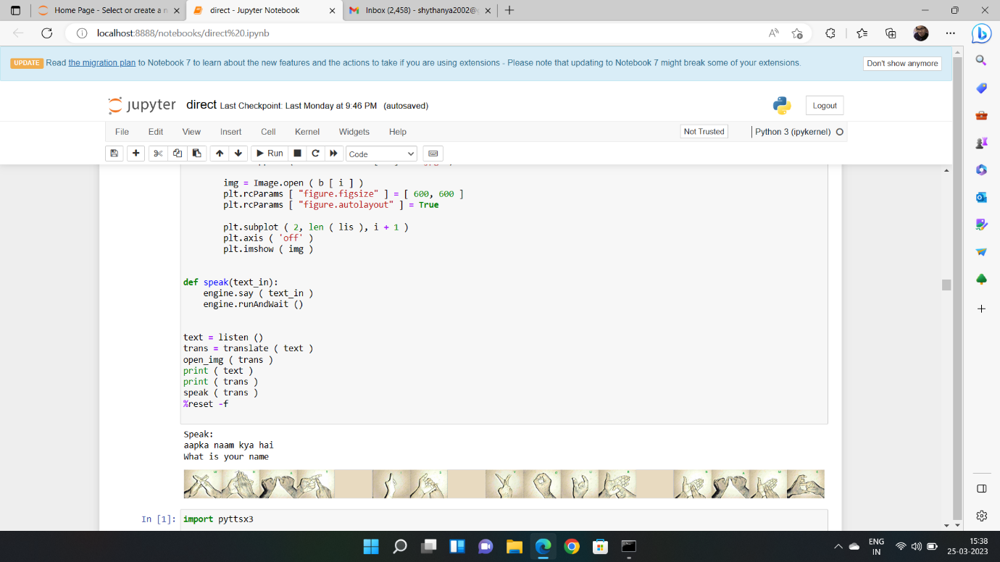 Home Page - Select or create a n
direct - Jupyter Notebook
Inbox (2,458) - shythanya2002@g
localhost:8888/notebooks/direct%20.ipynb
UPDATE Read the migration plan to Notebook 7 to learn about the new features and the actions to take if you are using extensions - Please note that updating to Notebook 7 might break some of your extensions.
Don't show anymore
jupyter direct Last Checkpoint: Last Monday at 9:46 PM (autosaved)
Logout
File Edit View Insert Cell Kernel Widgets Help
Not Trusted
Python 3 (ipykernel)
Run
Code
img = Image.open ( b [ i ] )
plt.rcParams [ "figure.figsize" ] = [ 600, 600 ]
plt.rcParams [ "figure.autolayout" ] = True
plt.subplot ( 2, len ( lis ), i + 1 )
plt.axis ( 'off' )
plt.imshow ( img )
def speak(text_in):
engine.say ( text_in )
engine.runAndWait ()
text = listen ()
trans = translate ( text )
open_img ( trans )
print ( text )
print ( trans )
speak ( trans )
%reset -f
Speak:
aapka naam kya hai
What is your name
In [1]: import pyttsx3
ENG
IN
15:38
25-03-2023